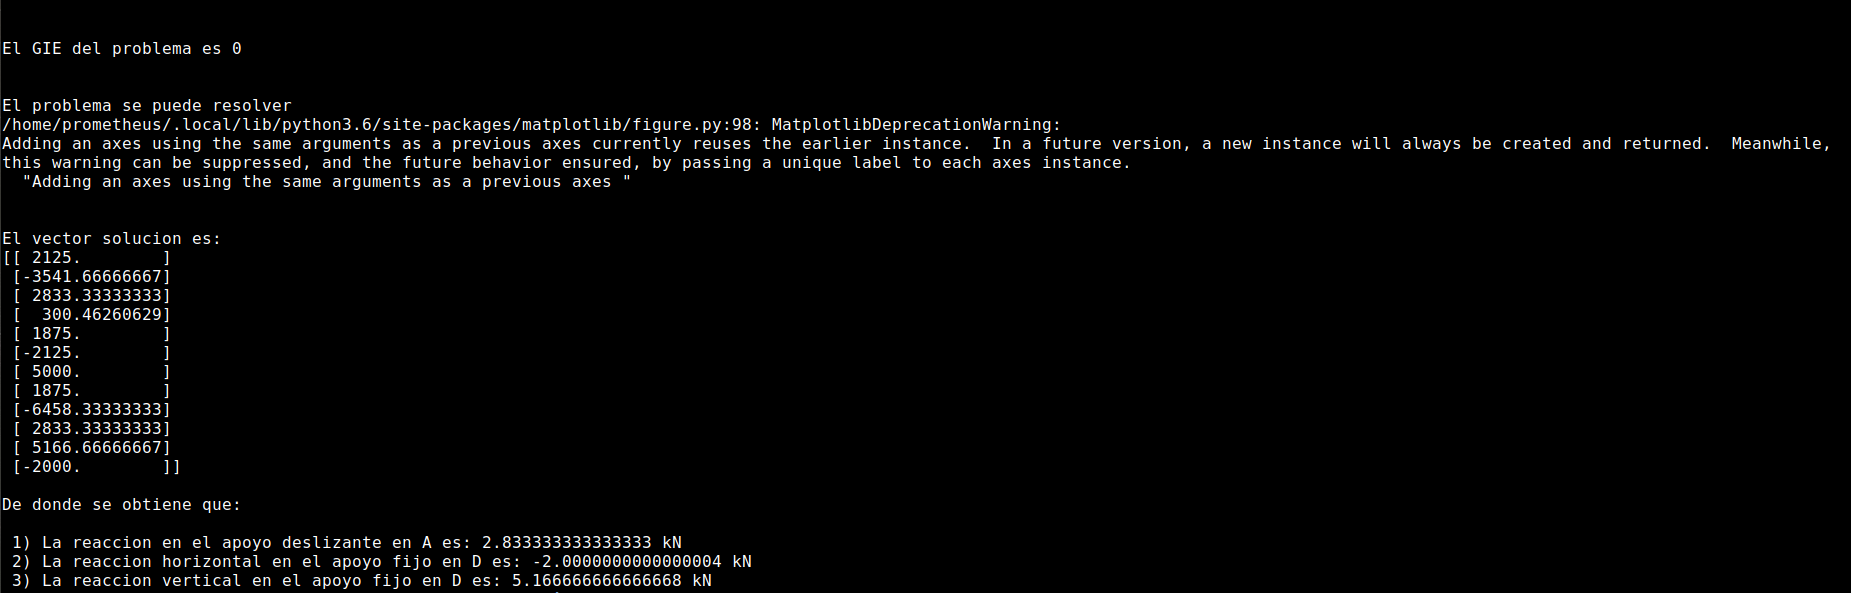 El GIE del problema es 0
El problema se puede resolver
/home/prometheus/.local/lib/python3.6/site-packages/matplotlib/figure.py:98: MatplotlibDeprecationWarning:
Adding an axes using the same arguments as a previous axes currently reuses the earlier instance.  In a future version, a new instance will always be created and returned.  Meanwhile,
this warning can be suppressed, and the future behavior ensured, by passing a unique label to each axes instance.
  "Adding an axes using the same arguments as a previous axes "
El vector solucion es:
[[ 2125.        ]
 [-3541.66666667]
 [ 2833.33333333]
 [  300.46260629]
 [ 1875.        ]
 [-2125.        ]
 [ 5000.        ]
 [ 1875.        ]
 [-6458.33333333]
 [ 2833.33333333]
 [ 5166.66666667]
 [-2000.        ]]
De donde se obtiene que:
 1) La reaccion en el apoyo deslizante en A es: 2.833333333333333 kN
 2) La reaccion horizontal en el apoyo fijo en D es: -2.0000000000000004 kN
 3) La reaccion vertical en el apoyo fijo en D es: 5.166666666666668 kN